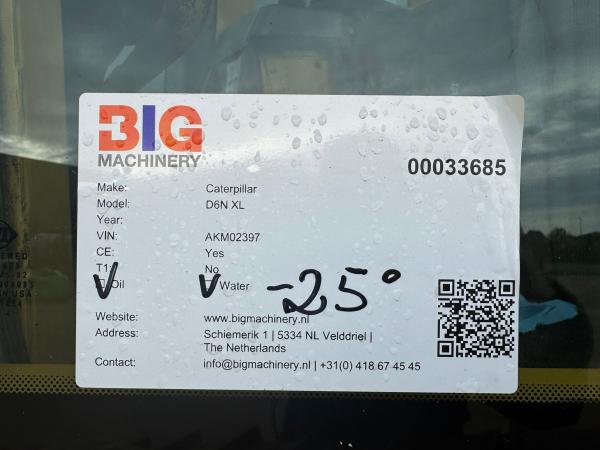 BIG
MACHINERY
00033685
Make: Caterpillar
Model: D6N XL
Year:
VIN: AKM02397
CE: Yes
T1: No
Oil Water -25°
Website: www.bigmachinery.nl
Address: Schiemerik 1 | 5334 NL Velddriel |
The Netherlands
Contact: info@bigmachinery.nl | +31(0) 418 67 45 45